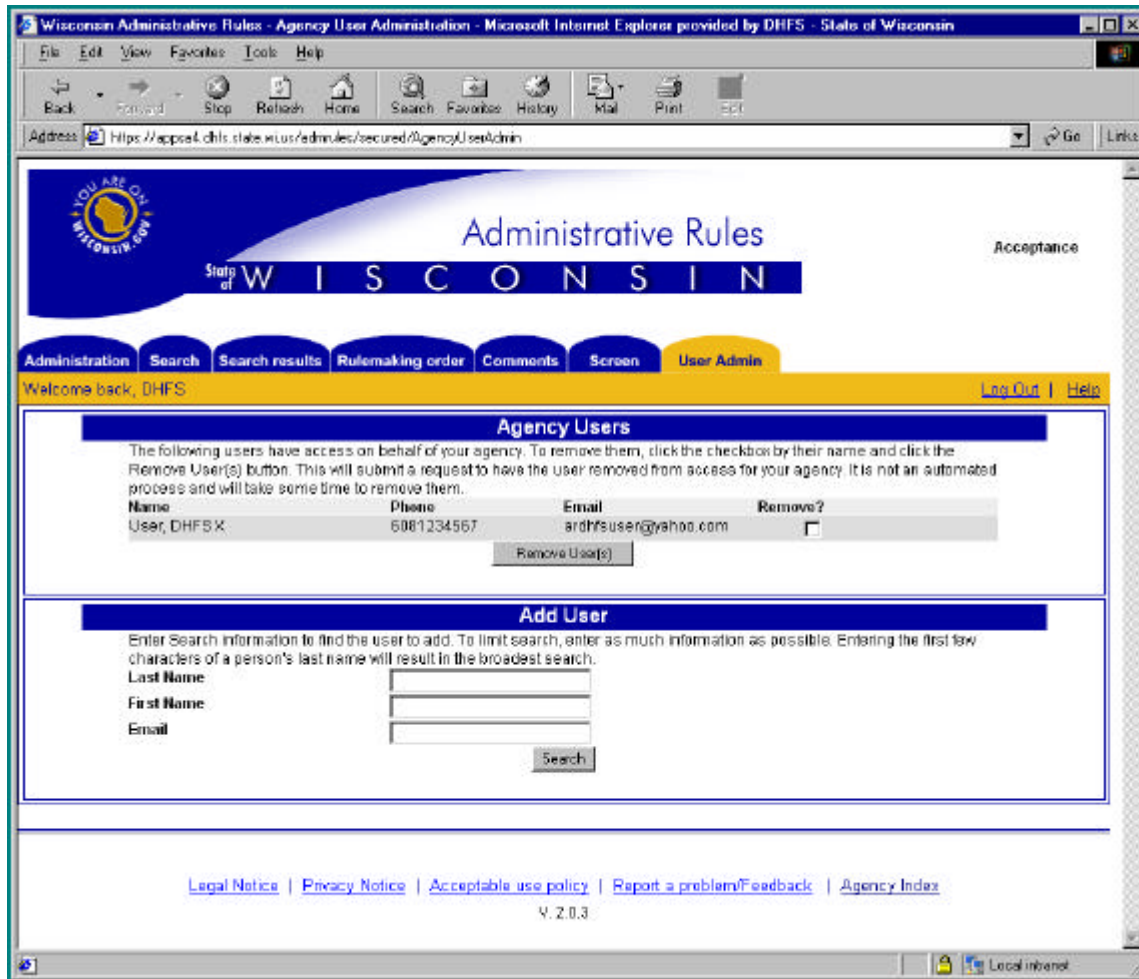 Wisconsin Administrative Rules - Agency User Administration - Microsoft Internet Explorer provided by DHFS - State of Wisconsin
File Edit View Favorites Tools Help
Back Forward Stop Refresh Home Search Favorites History Mail Print Edit
Address https://appsa4.dhfs.state.wi.us/admrules/secured/AgencyUserAdmin Go Links
YOU ARE ON WISCONSIN.GOV
Administrative Rules
Acceptance
State of WISCONSIN
Administration Search Search results Rulemaking order Comments Screen User Admin
Welcome back, DHFS Log Out | Help
Agency Users
The following users have access on behalf of your agency. To remove them, click the checkbox by their name and click the
Remove User(s) button. This will submit a request to have the user removed from access for your agency. It is not an automated
process and will take some time to remove them.
Name Phone Email Remove?
User, DHFS X 6081234567 ardhfsuser@yahoo.com
Remove User(s)
Add User
Enter Search information to find the user to add. To limit search, enter as much information as possible. Entering the first few
characters of a person's last name will result in the broadest search.
Last Name
First Name
Email
Search
Legal Notice | Privacy Notice | Acceptable use policy | Report a problem/Feedback | Agency Index
V. 2.0.3
Local intranet